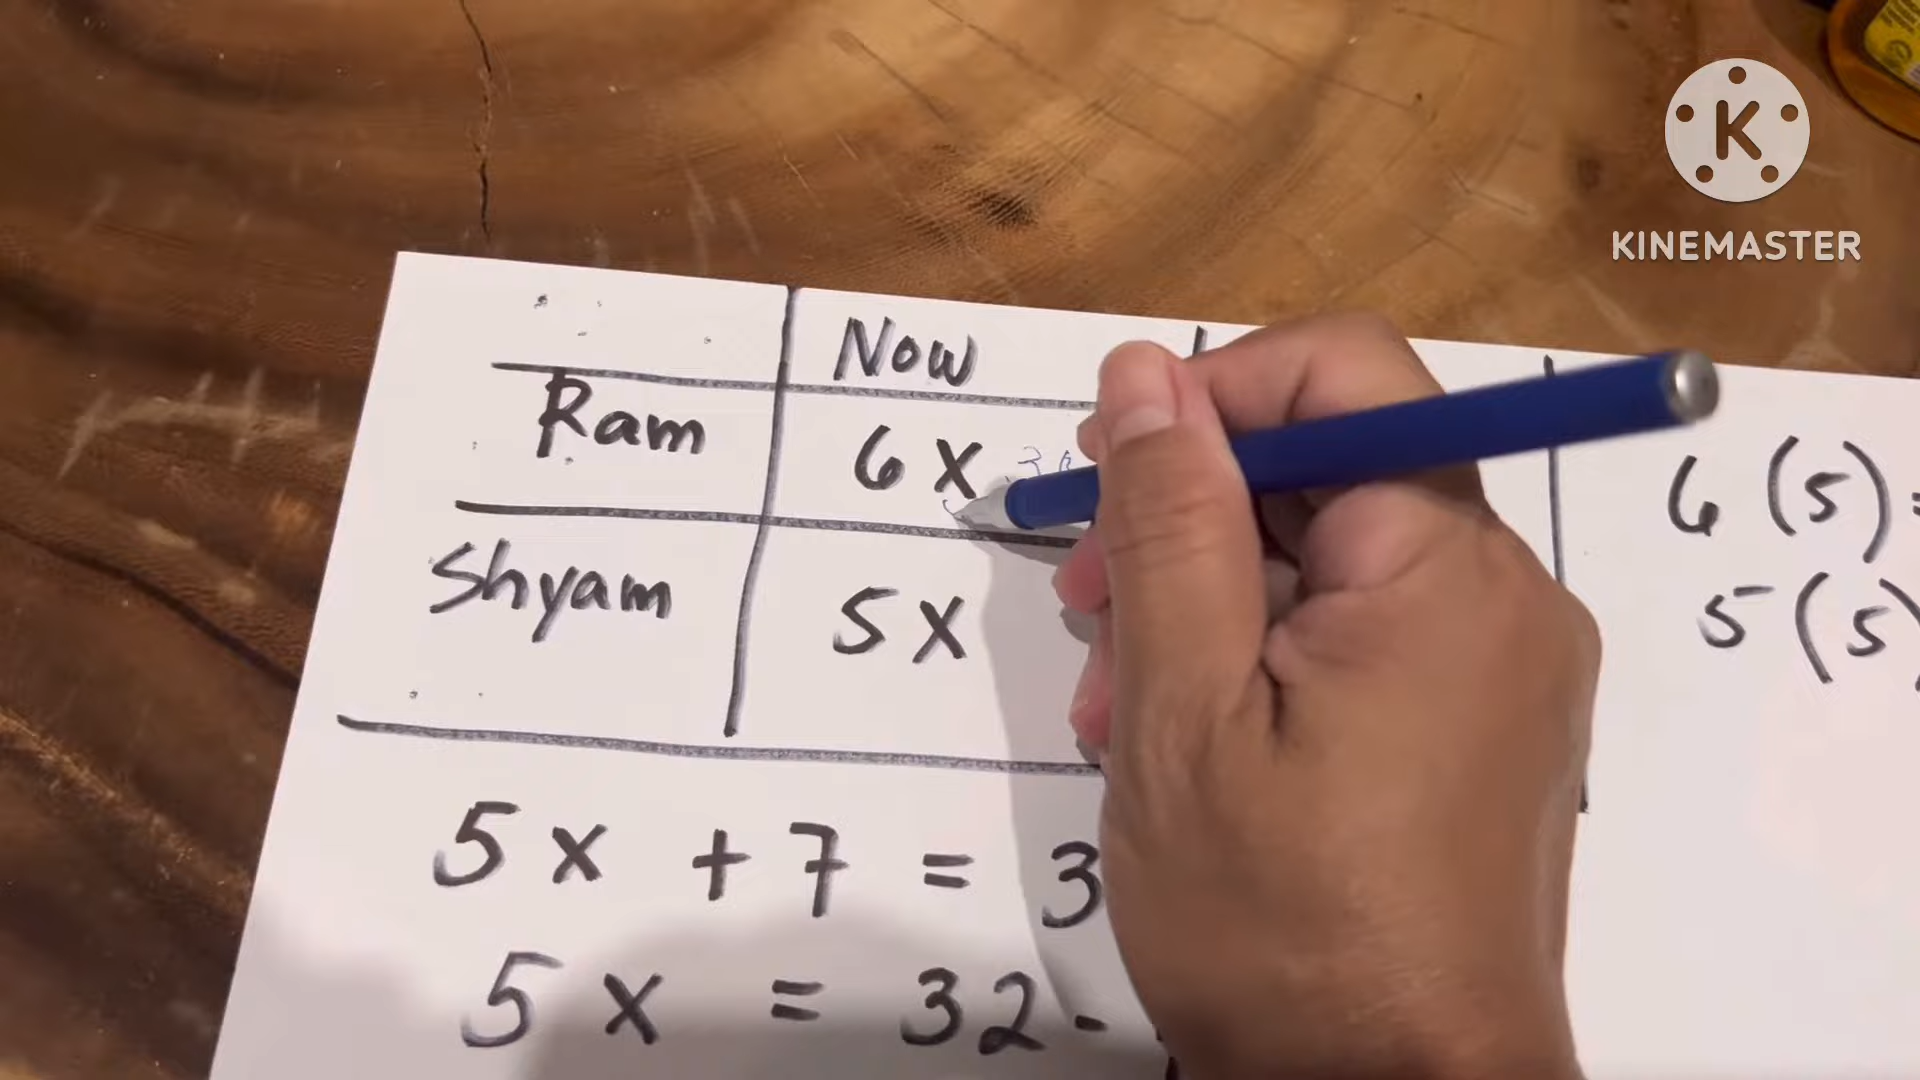 K
KINEMASTER
Now
Ram 6x 6(5)=
Shyam 5x 5(5)
5x + 7 = 3
5x = 32 -